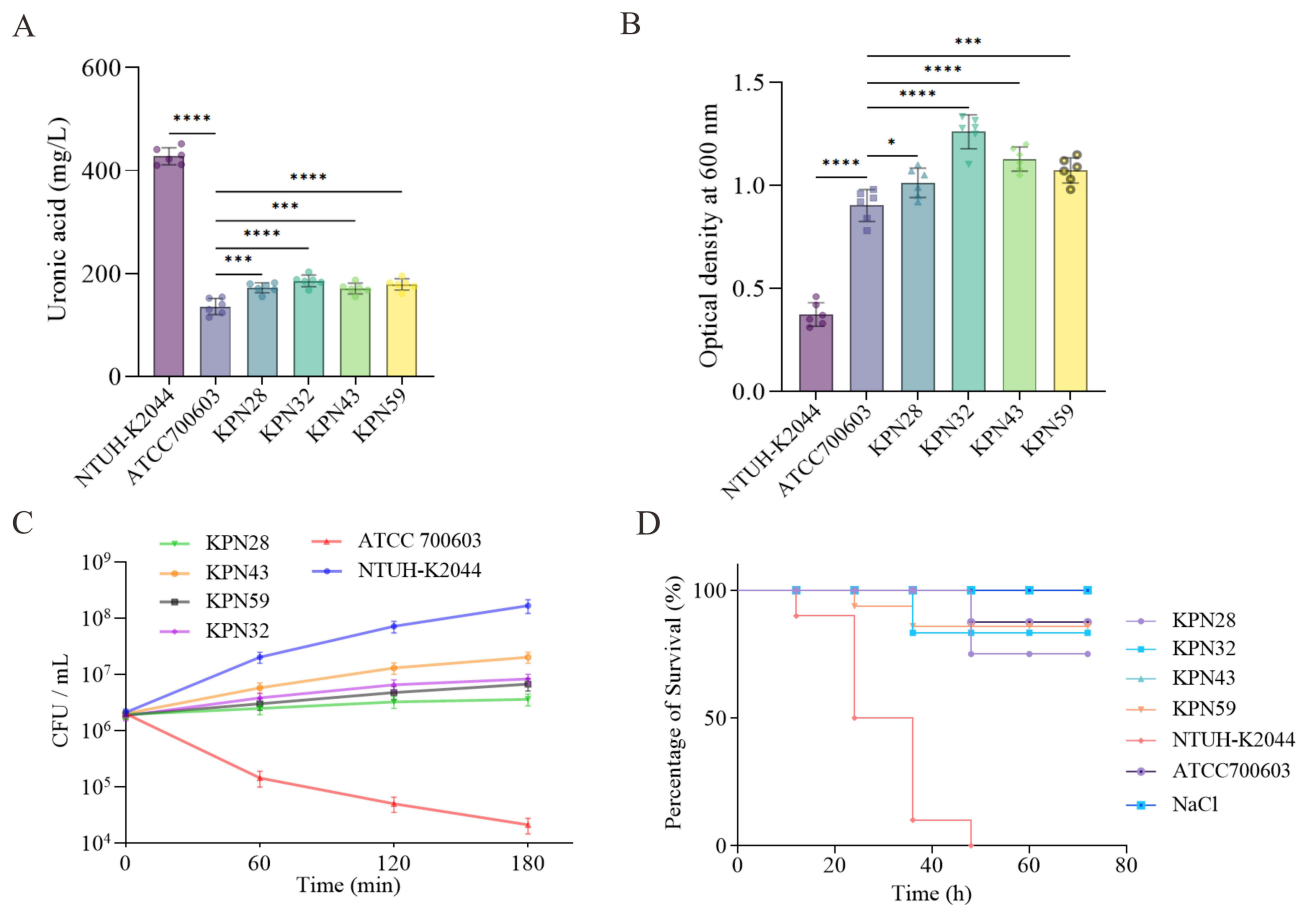 A
Uronic acid (mg/L)
600
400
200
0
****
****
***
****
***
NTUH-K2044
ATCC700603
KPN28
KPN32
KPN43
KPN59
B
Optical density at 600 nm
1.5
1.0
0.5
0.0
***
****
****
*
****
NTUH-K2044
ATCC700603
KPN28
KPN32
KPN43
KPN59
C
KPN28
KPN43
KPN59
KPN32
ATCC 700603
NTUH-K2044
CFU / mL
10⁹
10⁸
10⁷
10⁶
10⁵
10⁴
0
60
120
180
Time (min)
D
Percentage of Survival (%)
100
50
0
0
20
40
60
80
Time (h)
KPN28
KPN32
KPN43
KPN59
NTUH-K2044
ATCC700603
NaCl